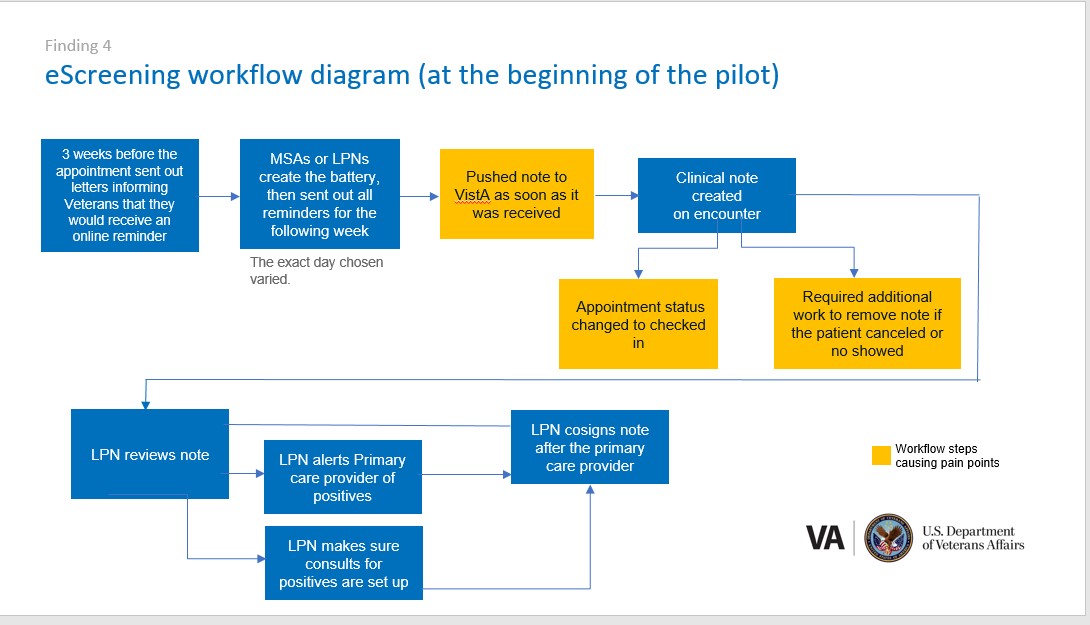 Finding 4
eScreening workflow diagram (at the beginning of the pilot)
3 weeks before the
appointment sent out
letters informing
Veterans that they
would receive an
online reminder
MSAs or LPNs
create the battery,
then sent out all
reminders for the
following week
The exact day chosen
varied.
Pushed note to
VistA as soon as it
was received
Clinical note
created
on encounter
Appointment status
changed to checked
in
Required additional
work to remove note if
the patient canceled or
no showed
LPN reviews note
LPN alerts Primary
care provider of
positives
LPN makes sure
consults for
positives are set up
LPN cosigns note
after the primary
care provider
Workflow steps
causing pain points
VA
U.S. Department
of Veterans Affairs